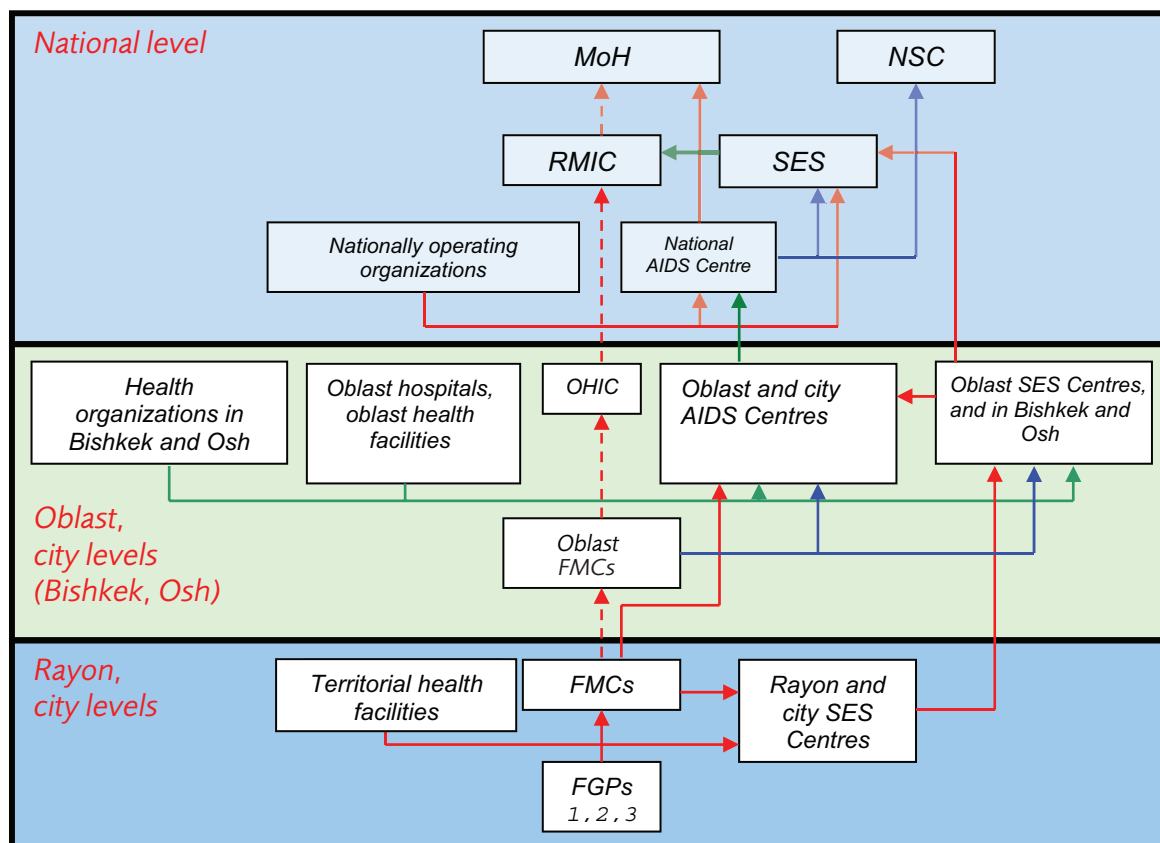 National level
MoH
NSC
RMIC
SES
Nationally operating
organizations
National
AIDS Centre
Health
organizations in
Bishkek and Osh
Oblast hospitals,
oblast health
facilities
OHIC
Oblast and city
AIDS Centres
Oblast SES Centres,
and in Bishkek and
Osh
Oblast,
city levels
(Bishkek, Osh)
Oblast
FMCs
Rayon,
city levels
Territorial health
facilities
FMCs
Rayon and
city SES
Centres
FGPs
1,2,3